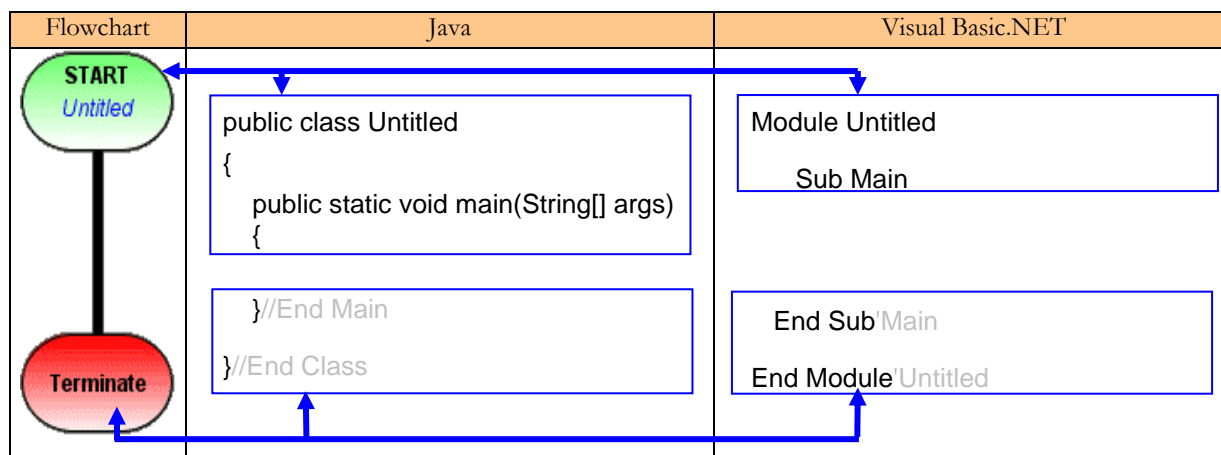 Flowchart
Java
Visual Basic.NET
START
Untitled
Terminate
public class Untitled
{
public static void main(String[] args)
{
}//End Main
}//End Class
Module Untitled
Sub Main
End Sub'Main
End Module'Untitled